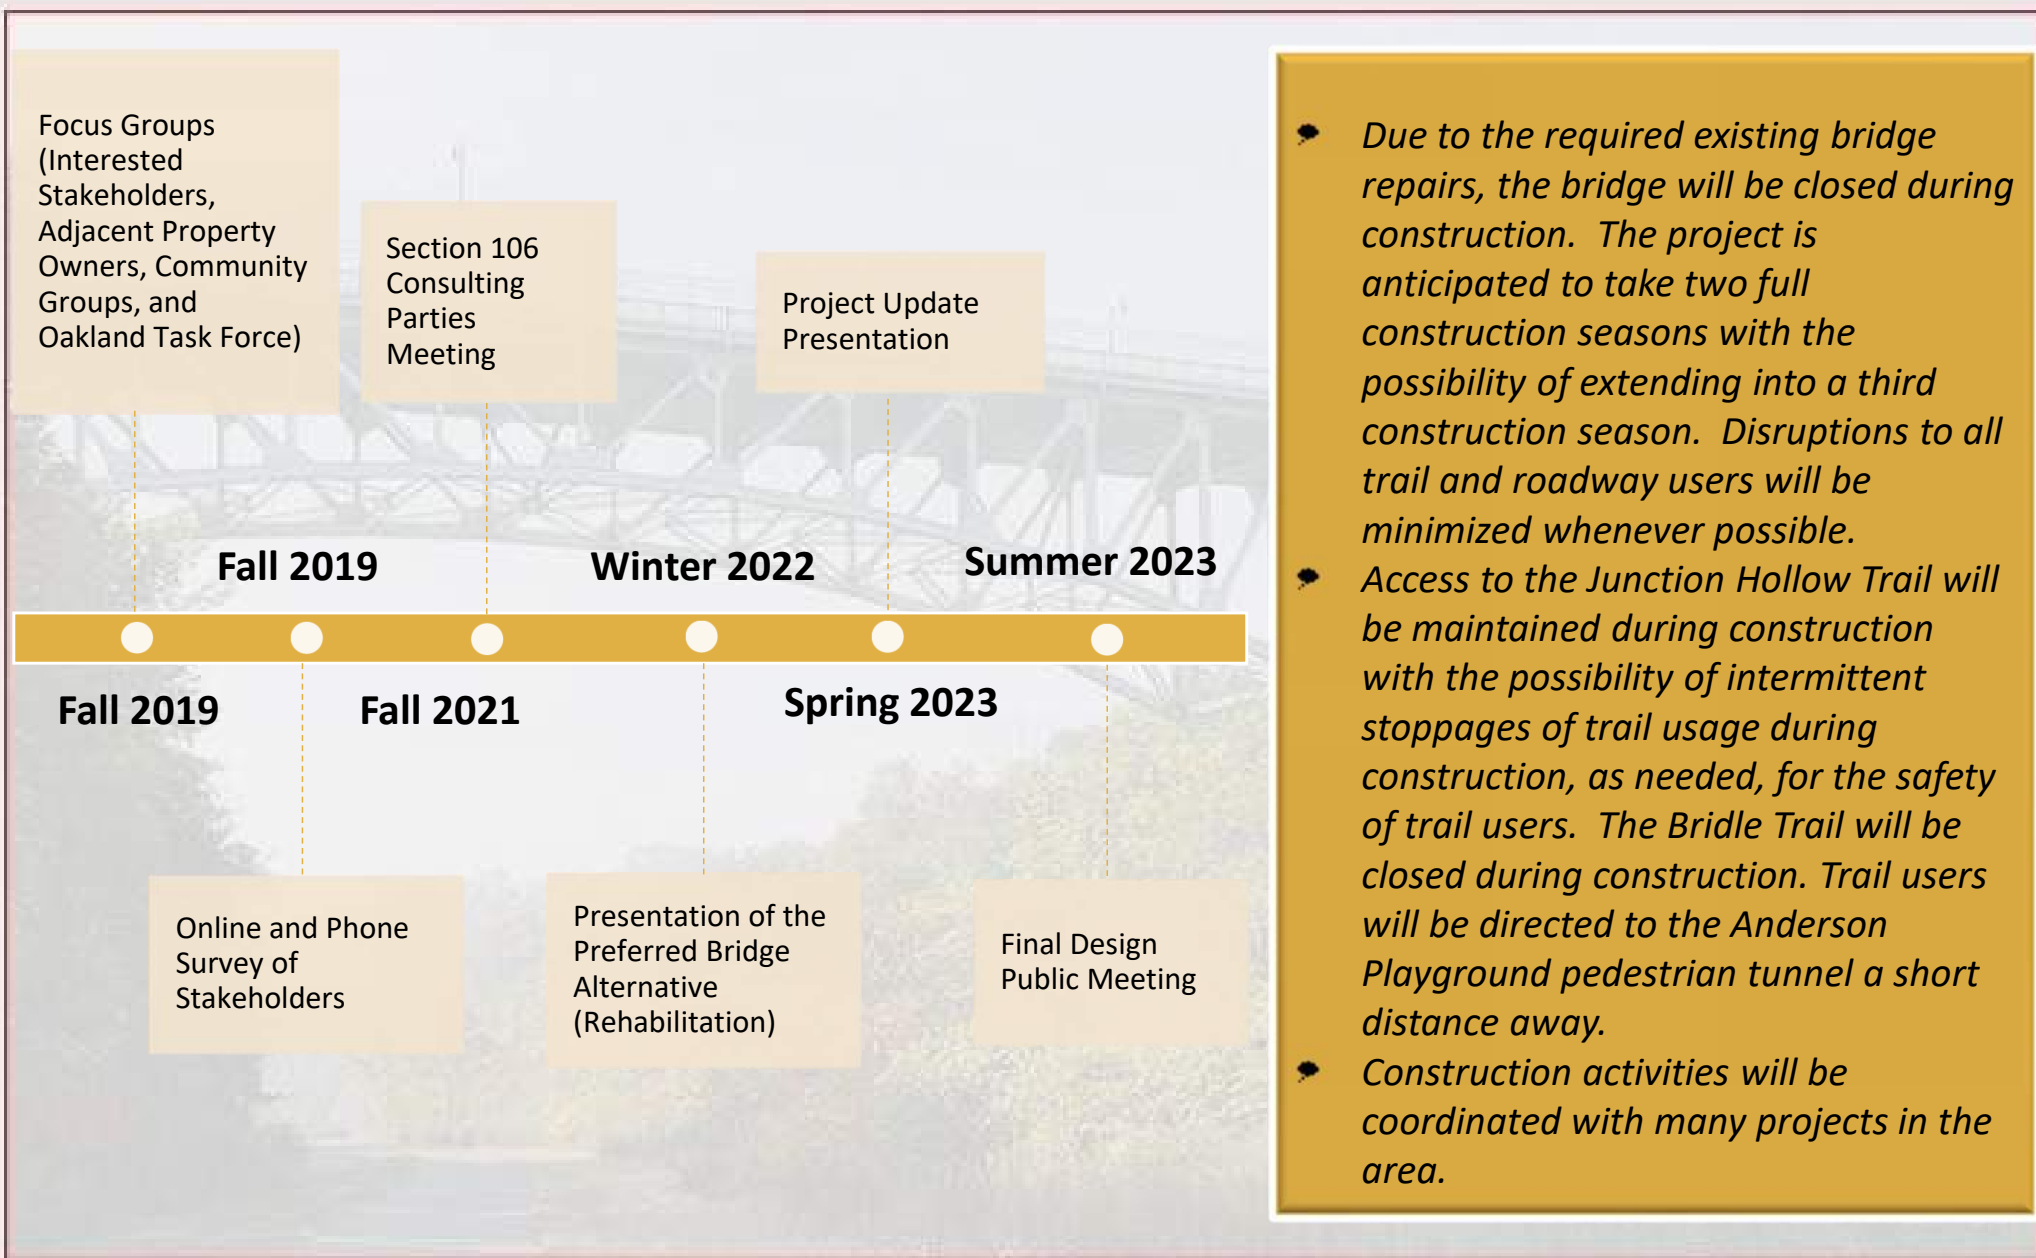 Focus Groups
(Interested
Stakeholders,
Adjacent Property
Owners, Community
Groups, and
Oakland Task Force)
Section 106
Consulting
Parties
Meeting
Project Update
Presentation
Fall 2019
Winter 2022
Summer 2023
Fall 2019
Fall 2021
Spring 2023
Online and Phone
Survey of
Stakeholders
Presentation of the
Preferred Bridge
Alternative
(Rehabilitation)
Final Design
Public Meeting
Due to the required existing bridge
repairs, the bridge will be closed during
construction.  The project is
anticipated to take two full
construction seasons with the
possibility of extending into a third
construction season.  Disruptions to all
trail and roadway users will be
minimized whenever possible.
Access to the Junction Hollow Trail will
be maintained during construction
with the possibility of intermittent
stoppages of trail usage during
construction, as needed, for the safety
of trail users.  The Bridle Trail will be
closed during construction. Trail users
will be directed to the Anderson
Playground pedestrian tunnel a short
distance away.
Construction activities will be
coordinated with many projects in the
area.